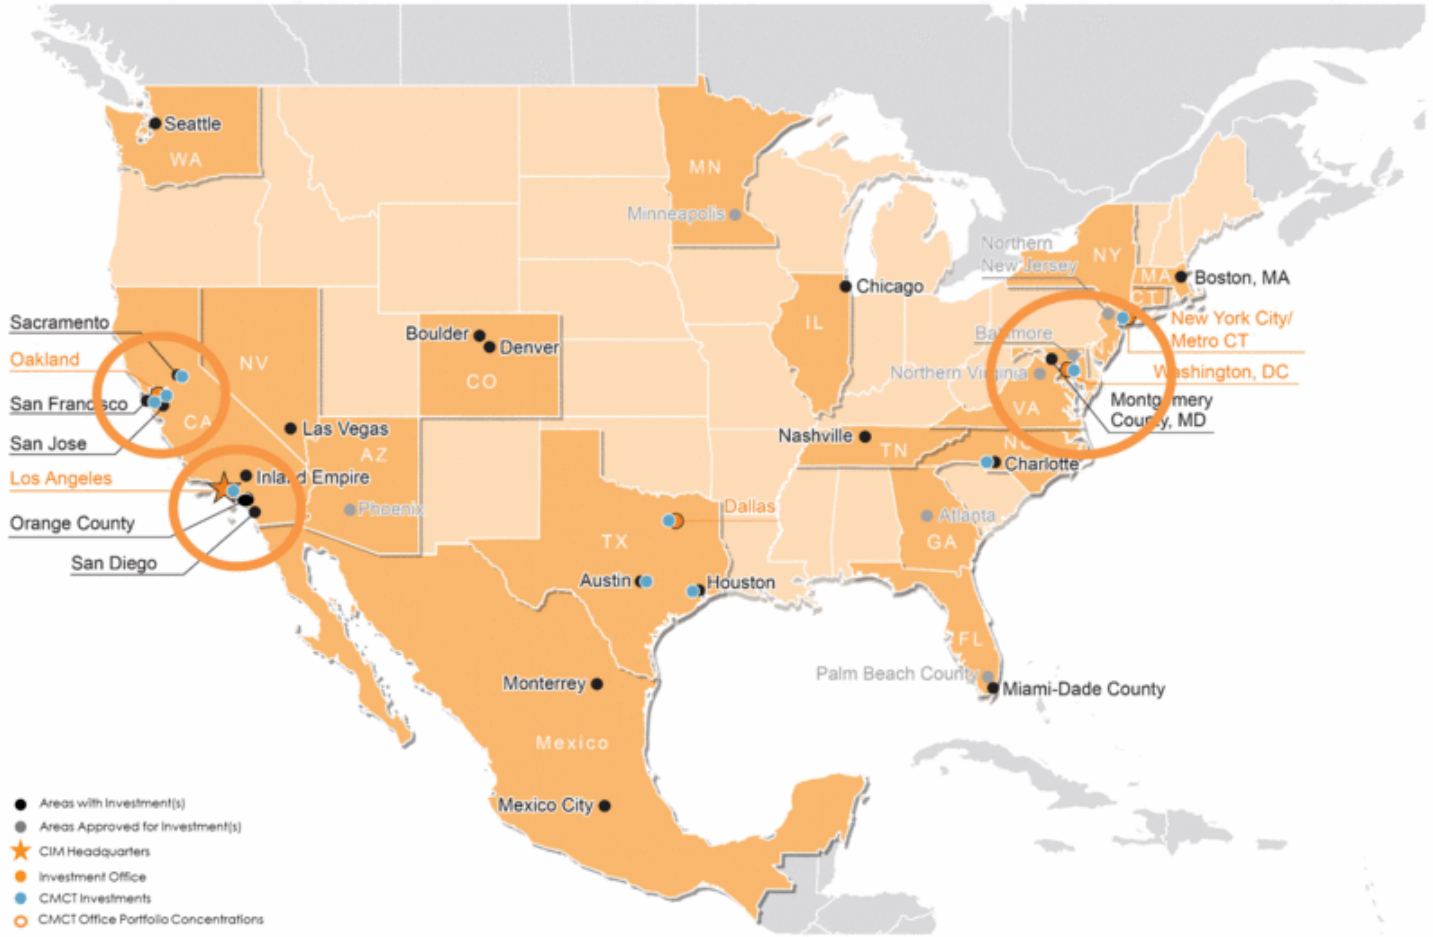 Seattle
WA
MN
Minneapolis
Northern
New Jersey
NY
MA
Boston, MA
CT
Chicago
Sacramento
New York City/
Metro CT
IL
Baltimore
Boulder
Denver
Oakland
NV
CO
Northern Virginia
Washington, DC
San Francisco
CA
VA
Montgomery
County, MD
San Jose
Las Vegas
Nashville
TN
NC
AZ
Charlotte
Los Angeles
Inland Empire
Phoenix
Dallas
Atlanta
Orange County
TX
GA
San Diego
Austin
Houston
FL
Palm Beach County
Monterrey
Miami-Dade County
Mexico
Mexico City
Areas with Investment(s)
Areas Approved for Investment(s)
CIM Headquarters
Investment Office
CMCT Investments
CMCT Office Portfolio Concentrations